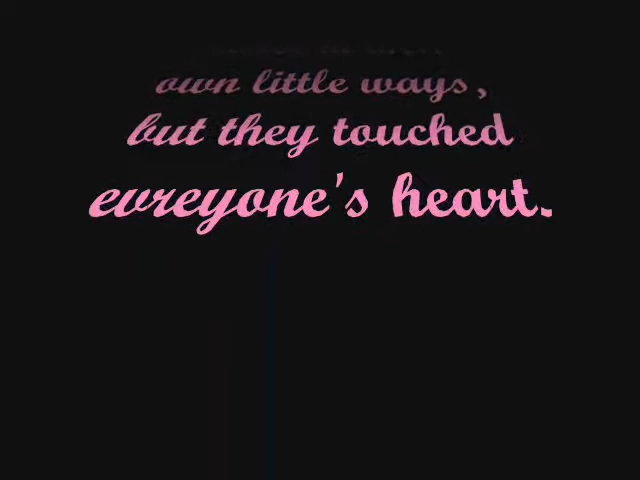 own little ways,
but they touched
evreyone's heart.